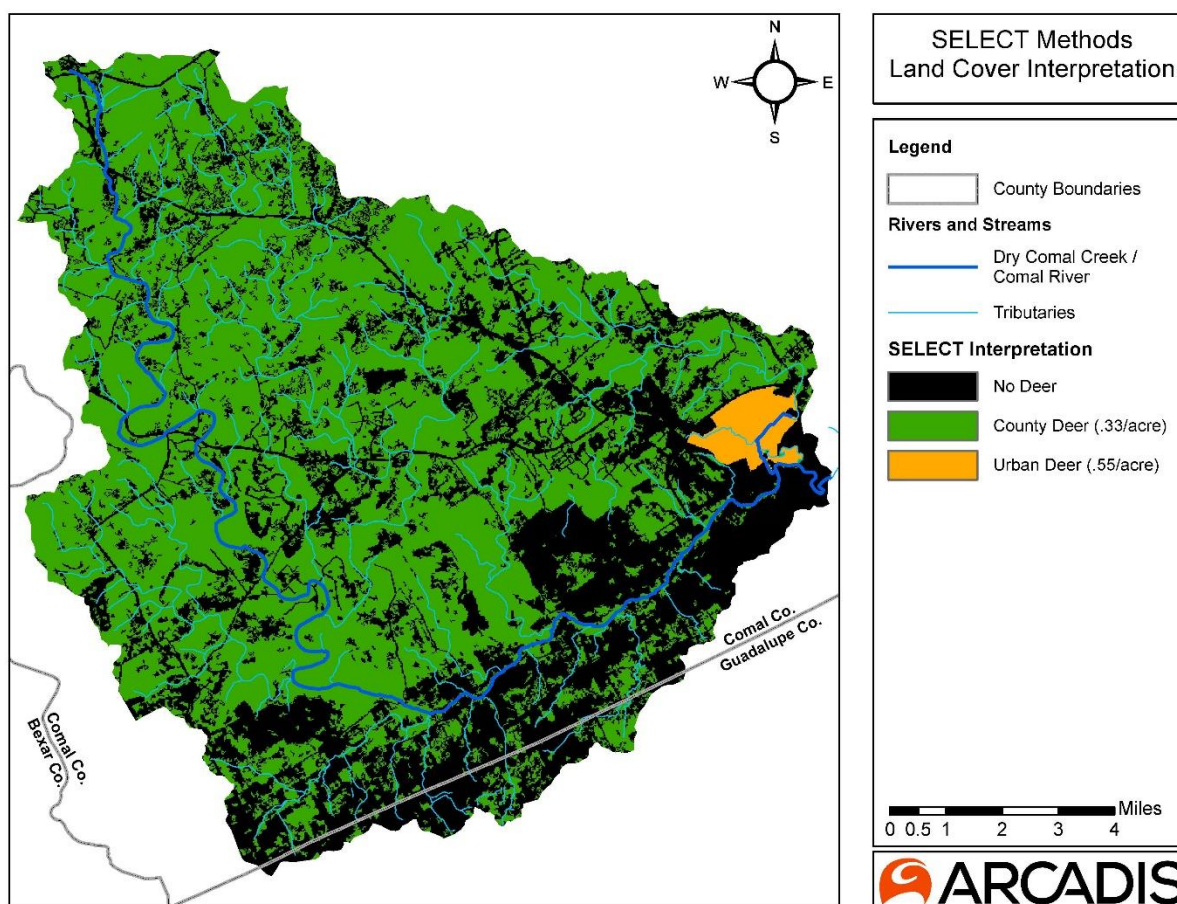 SELECT Methods
Land Cover Interpretation
N
W
E
S
Legend
County Boundaries
Rivers and Streams
Dry Comal Creek /
Comal River
Tributaries
SELECT Interpretation
No Deer
County Deer (.33/acre)
Urban Deer (.55/acre)
Comal Co.
Guadalupe Co.
Comal Co.
Bexar Co.
Miles
0 0.5 1 2 3 4
ARCADIS